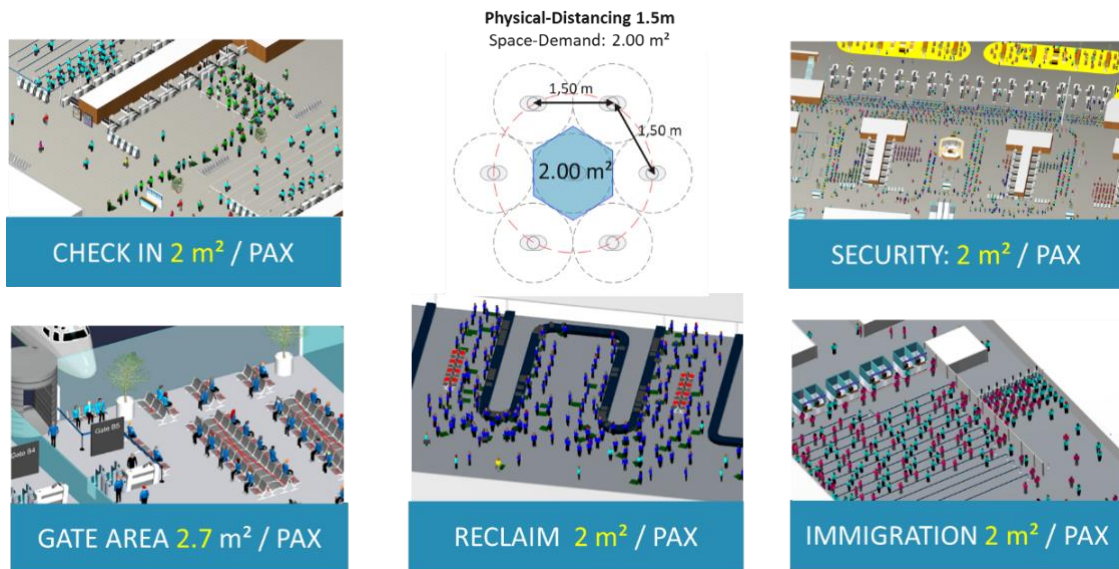 Physical-Distancing 1.5m
Space-Demand: 2.00 m²
1,50 m
1,50 m
2.00 m²
CHECK IN 2 m² / PAX
SECURITY: 2 m² / PAX
Gate B5
Gate B4
GATE AREA 2.7 m² / PAX
RECLAIM 2 m² / PAX
IMMIGRATION 2 m² / PAX